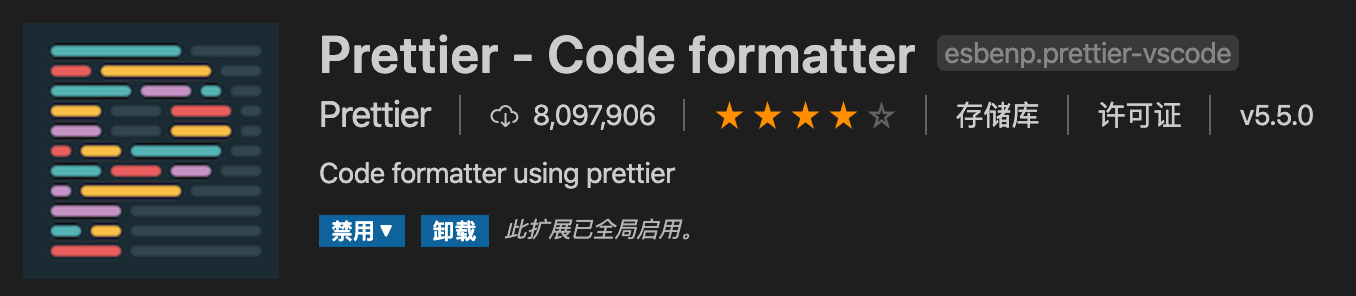 Prettier - Code formatter esbenp.prettier-vscode
Prettier 8,097,906 存储库 许可证 v5.5.0
Code formatter using prettier
禁用 卸载 此扩展已全局启用。